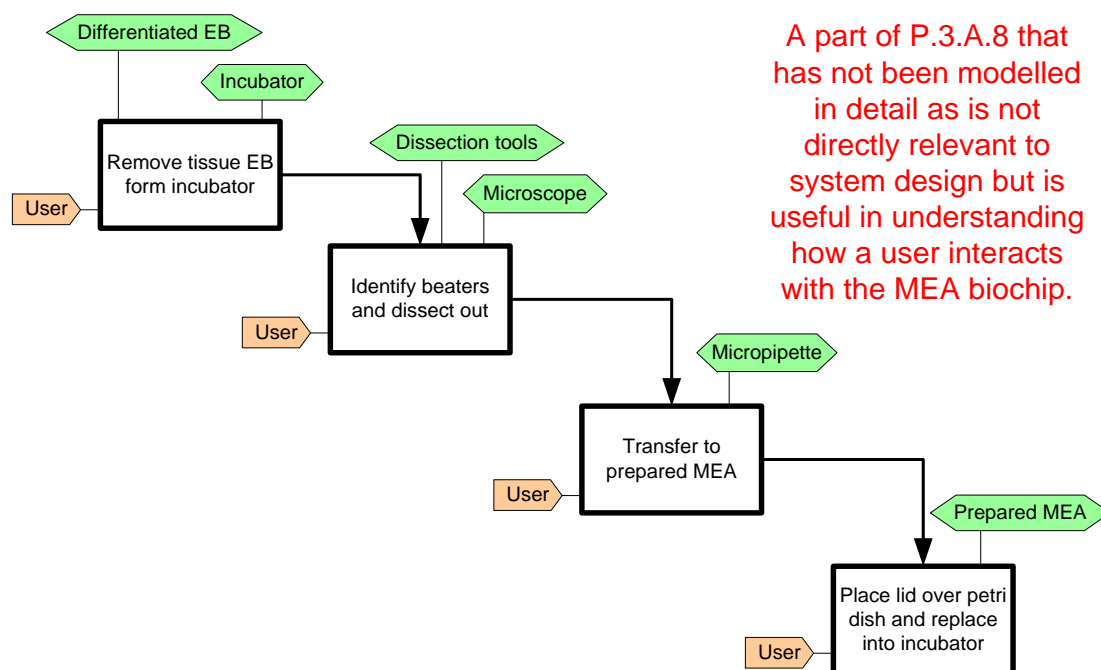 Differentiated EB
Incubator
Remove tissue EB
form incubator
User
A part of P.3.A.8 that
has not been modelled
in detail as is not
directly relevant to
system design but is
useful in understanding
how a user interacts
with the MEA biochip.
Dissection tools
Microscope
Identify beaters
and dissect out
User
Micropipette
Transfer to
prepared MEA
User
Prepared MEA
Place lid over petri
dish and replace
into incubator
User